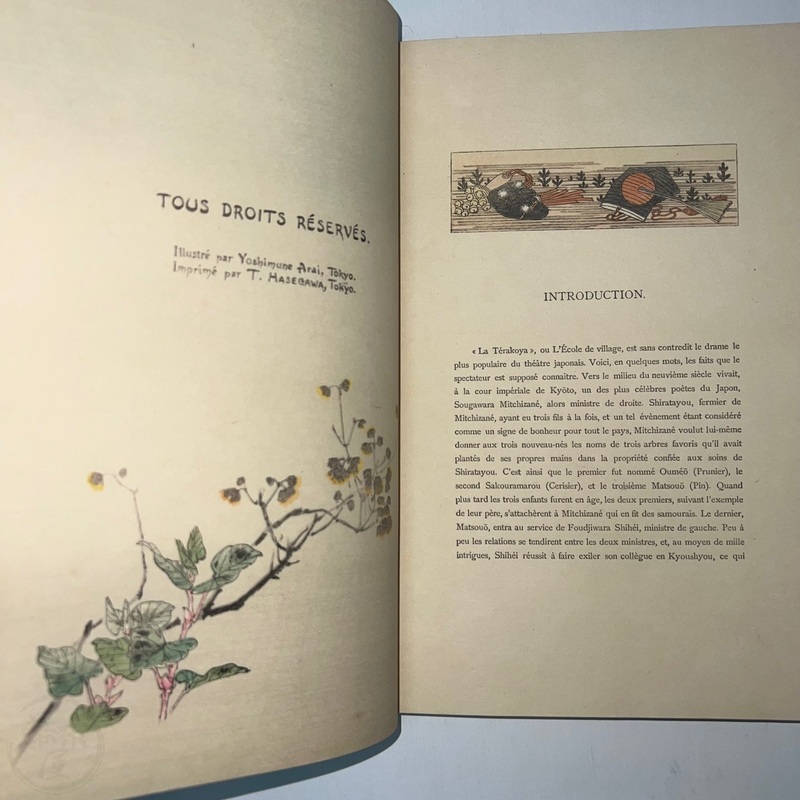 TOUS DROITS RÉSERVÉS.
Illustré par Yoshimune Arai, Tōkyo.
Imprimé par T. HASEGAWA, Tōkyo.
INTRODUCTION.
« La Térakoya », ou L'École de village, est sans contredit le drame le
plus populaire du théâtre japonais. Voici, en quelques mots, les faits que le
spectateur est supposé connaitre. Vers le milieu du neuvième siècle vivait,
à la cour impériale de Kyōto, un des plus célèbres poètes du Japon,
Sougawara Mitchizané, alors ministre de droite. Shiratayou, fermier de
Mitchizané, ayant eu trois fils à la fois, et un tel évènement étant considéré
comme un signe de bonheur pour tout le pays, Mitchizané voulut lui-même
donner aux trois nouveau-nés les noms de trois arbres favoris qu'il avait
plantés de ses propres mains dans la propriété confiée aux soins de
Shiratayou. C'est ainsi que le premier fut nommé Ouméō (Prunier), le
second Sakouramarou (Cerisier), et le troisième Matsouō (Pin). Quand
plus tard les trois enfants furent en âge, les deux premiers, suivant l'exemple
de leur père, s'attachèrent à Mitchizané qui en fit des samourais. Le dernier,
Matsouō, entra au service de Foudjiwara Shihéi, ministre de gauche. Peu à
peu les relations se tendirent entre les deux ministres, et, au moyen de mille
intrigues, Shihéi réussit à faire exiler son collègue en Kyoushyou, ce qui